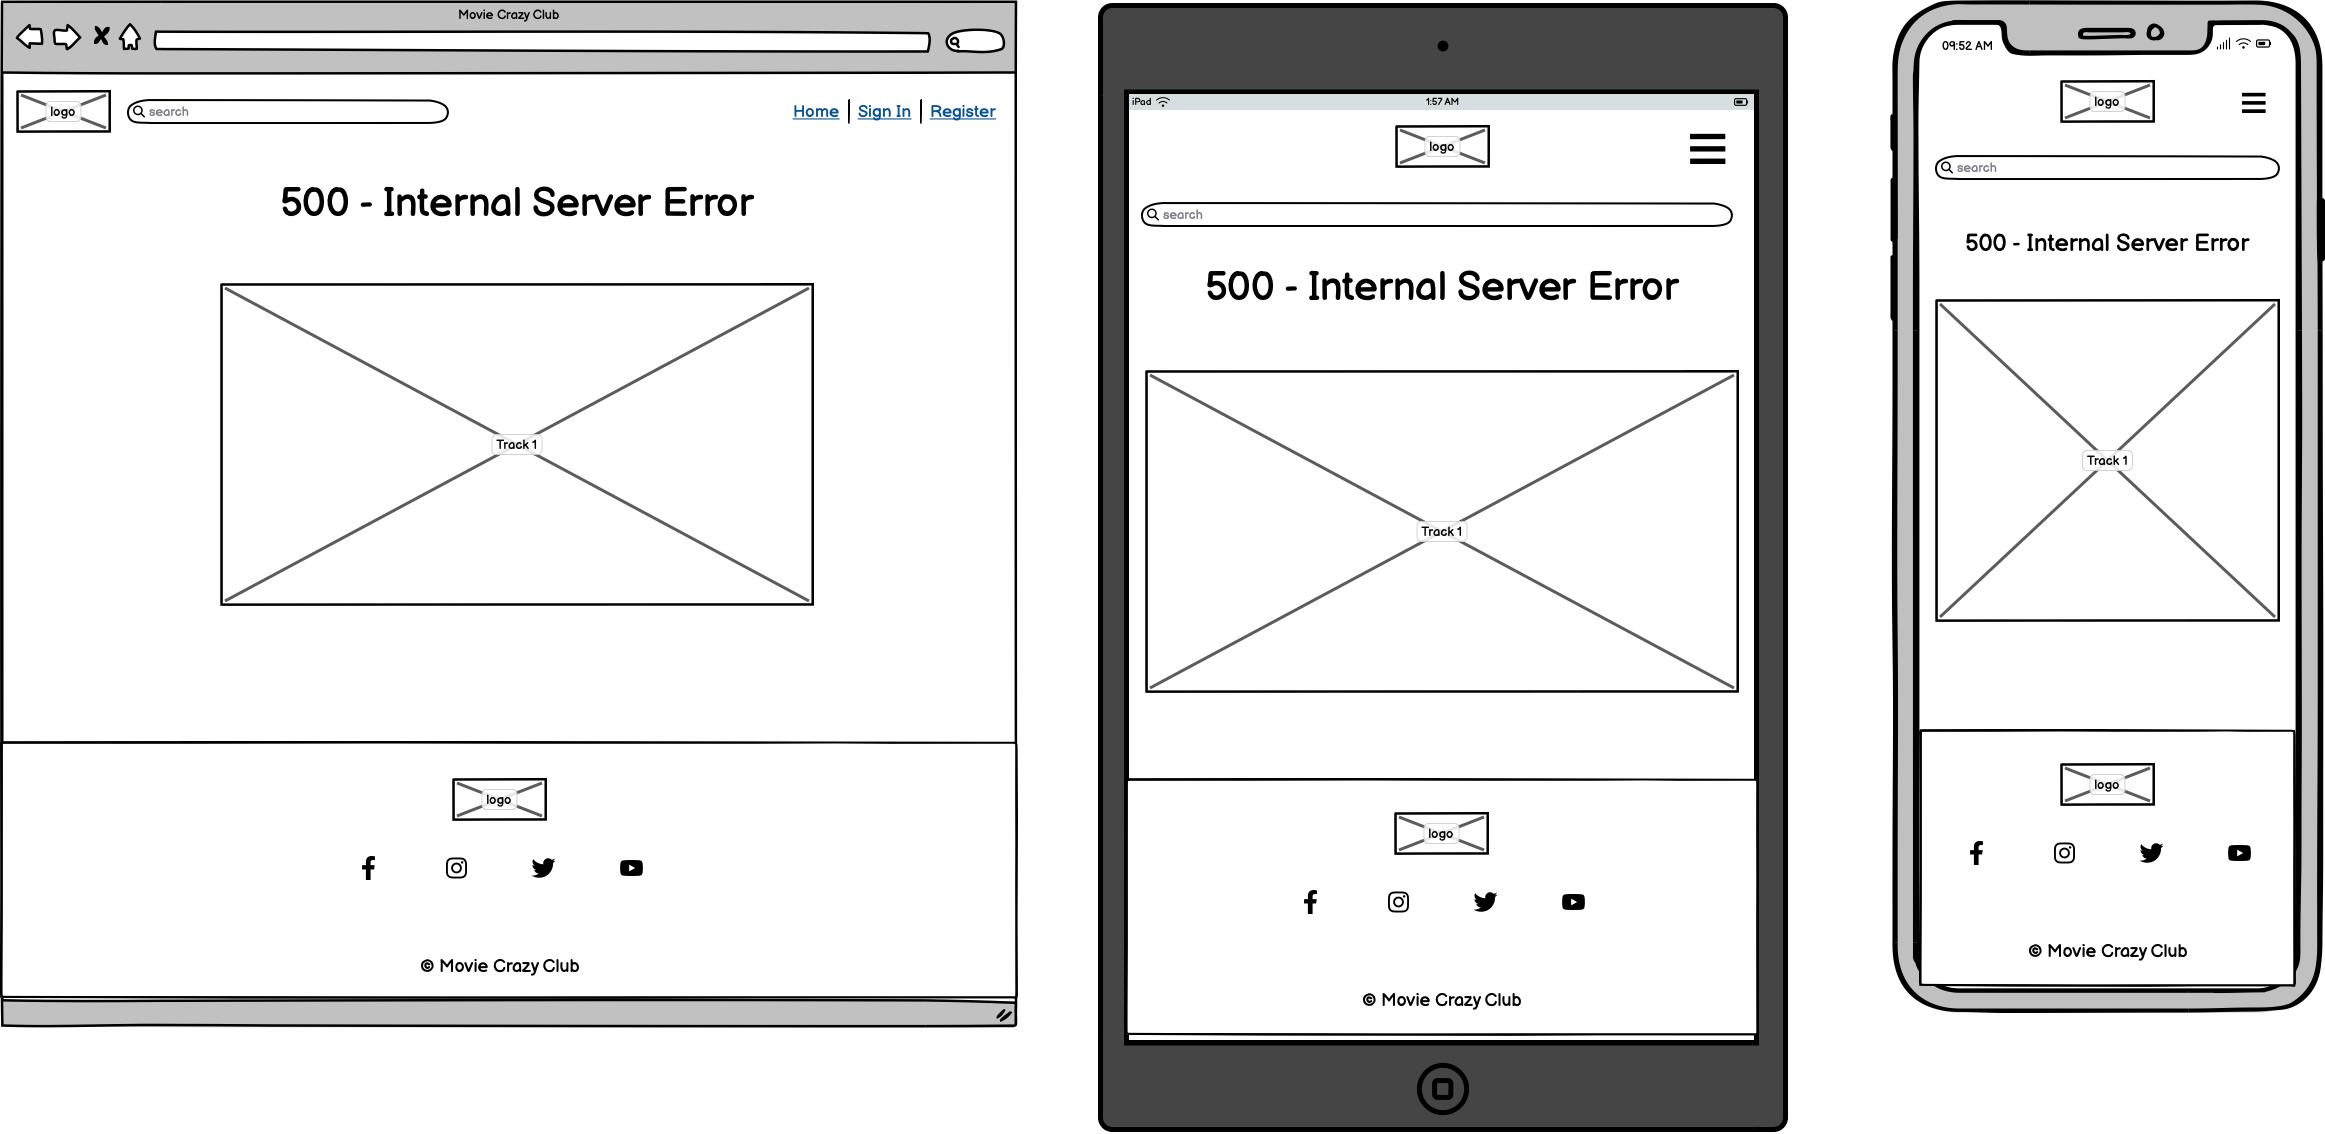 Movie Crazy Club
logo
search
Home
Sign In
Register
500 - Internal Server Error
Track 1
logo
© Movie Crazy Club
iPad
1:57 AM
logo
search
500 - Internal Server Error
Track 1
logo
© Movie Crazy Club
09:52 AM
logo
search
500 - Internal Server Error
Track 1
logo
© Movie Crazy Club